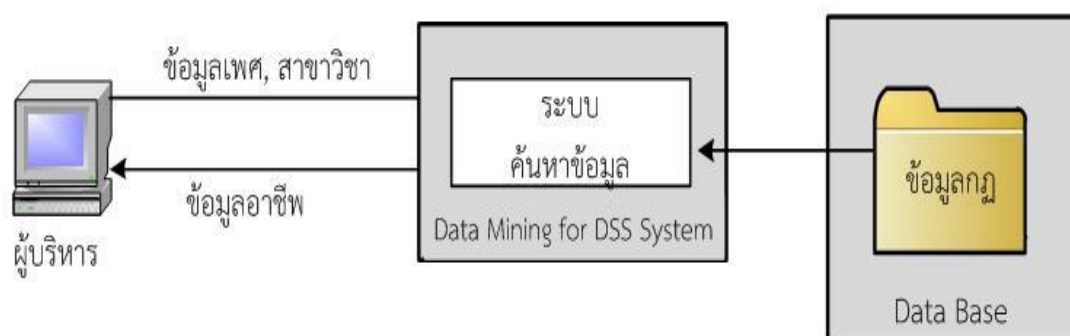 ข้อมูลเพศ, สาขาวิชา
ข้อมูลอาชีพ
ผู้บริหาร
ระบบ
ค้นหาข้อมูล
Data Mining for DSS System
ข้อมูลกฎ
Data Base